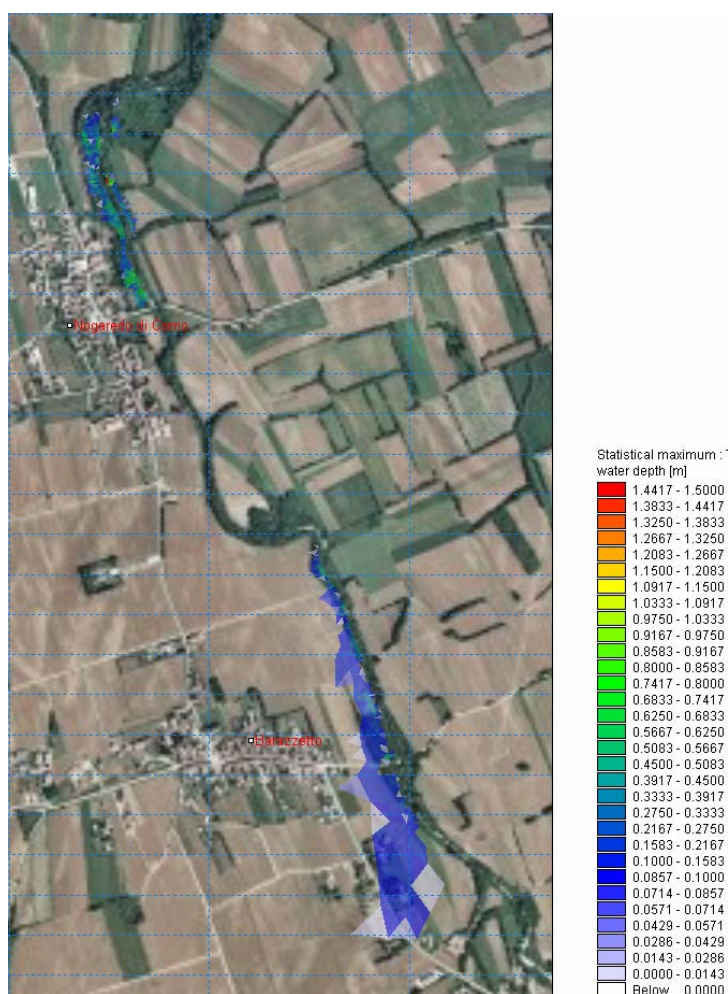 Nogaredo di Corno
Barazzetto
Statistical maximum : T
water depth [m]
1.4417 - 1.5000
1.3833 - 1.4417
1.3250 - 1.3833
1.2667 - 1.3250
1.2083 - 1.2667
1.1500 - 1.2083
1.0917 - 1.1500
1.0333 - 1.0917
0.9750 - 1.0333
0.9167 - 0.9750
0.8583 - 0.9167
0.8000 - 0.8583
0.7417 - 0.8000
0.6833 - 0.7417
0.6250 - 0.6833
0.5667 - 0.6250
0.5083 - 0.5667
0.4500 - 0.5083
0.3917 - 0.4500
0.3333 - 0.3917
0.2750 - 0.3333
0.2167 - 0.2750
0.1583 - 0.2167
0.1000 - 0.1583
0.0857 - 0.1000
0.0714 - 0.0857
0.0571 - 0.0714
0.0429 - 0.0571
0.0286 - 0.0429
0.0143 - 0.0286
0.0000 - 0.0143
Below 0.0000